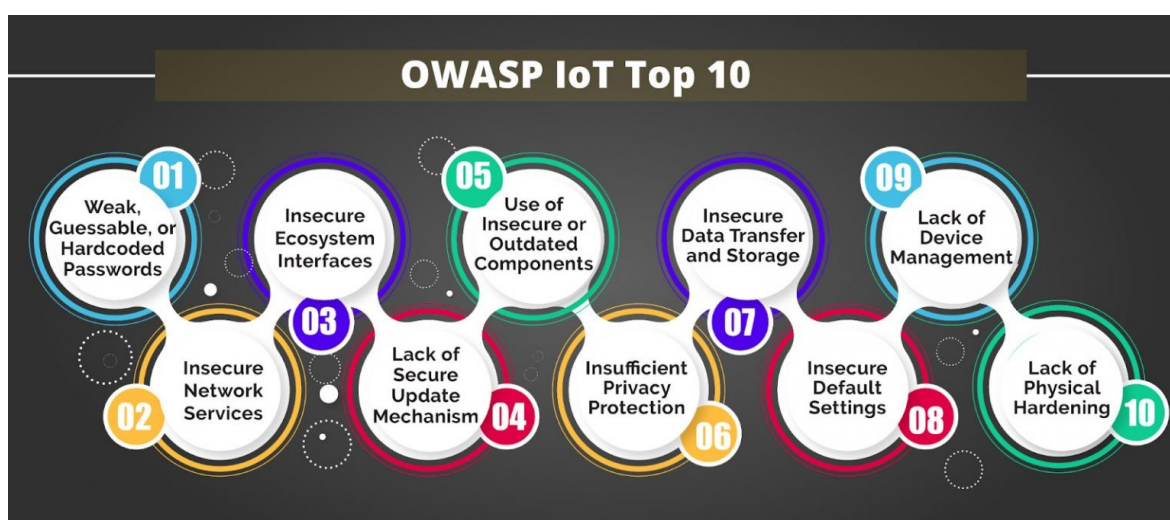 OWASP IoT Top 10
01
Weak,
Guessable, or
Hardcoded
Passwords
02
Insecure
Network
Services
03
Insecure
Ecosystem
Interfaces
04
Lack of
Secure
Update
Mechanism
05
Use of
Insecure or
Outdated
Components
06
Insufficient
Privacy
Protection
07
Insecure
Data Transfer
and Storage
08
Insecure
Default
Settings
09
Lack of
Device
Management
10
Lack of
Physical
Hardening